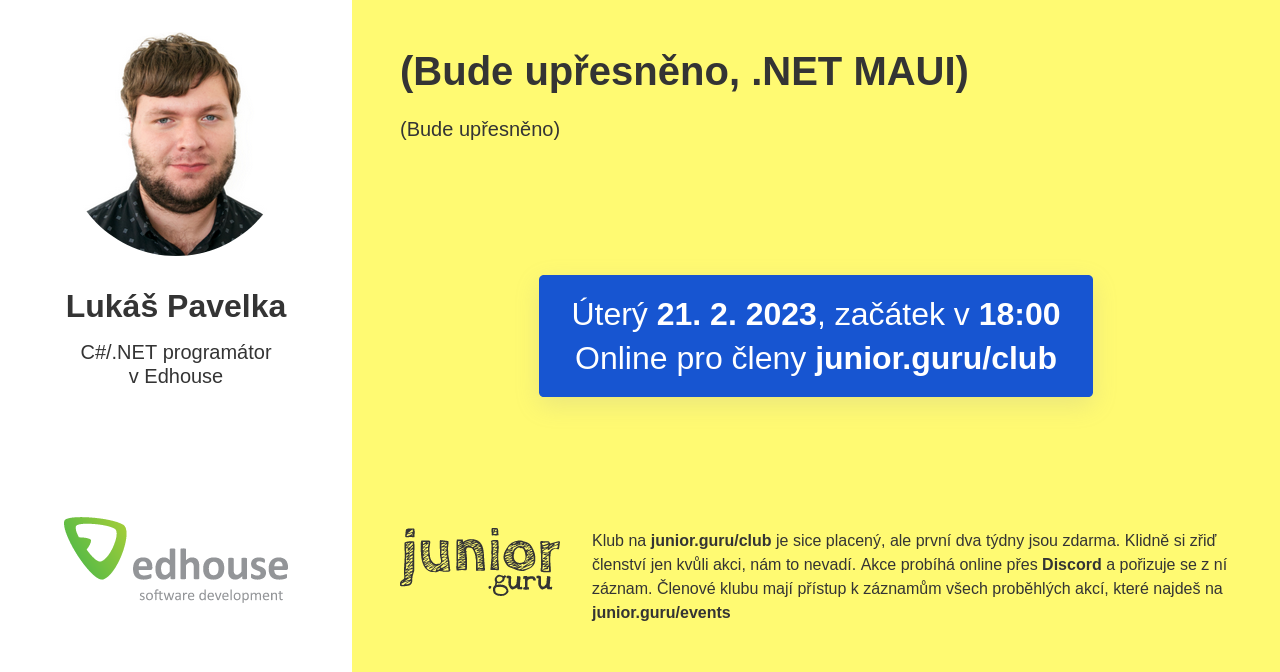 Lukáš Pavelka
C#/.NET programátor
v Edhouse
edhouse
software development
(Bude upřesněno, .NET MAUI)
(Bude upřesněno)
Úterý 21. 2. 2023, začátek v 18:00
Online pro členy junior.guru/club
junior
.guru
Klub na junior.guru/club je sice placený, ale první dva týdny jsou zdarma. Klidně si zřiď
členství jen kvůli akci, nám to nevadí. Akce probíhá online přes Discord a pořizuje se z ní
záznam. Členové klubu mají přístup k záznamům všech proběhlých akcí, které najdeš na
junior.guru/events